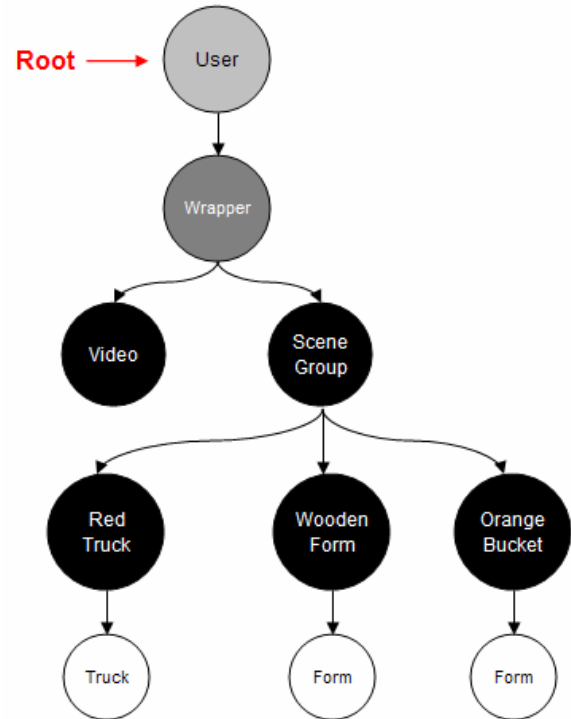 Root
User
Wrapper
Video
Scene
Group
Red
Truck
Wooden
Form
Orange
Bucket
Truck
Form
Form